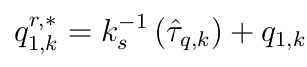 $q_{1,k}^{r,*} = k_s^{-1} \left( \hat{\tau}_{q,k} \right) + q_{1,k}$